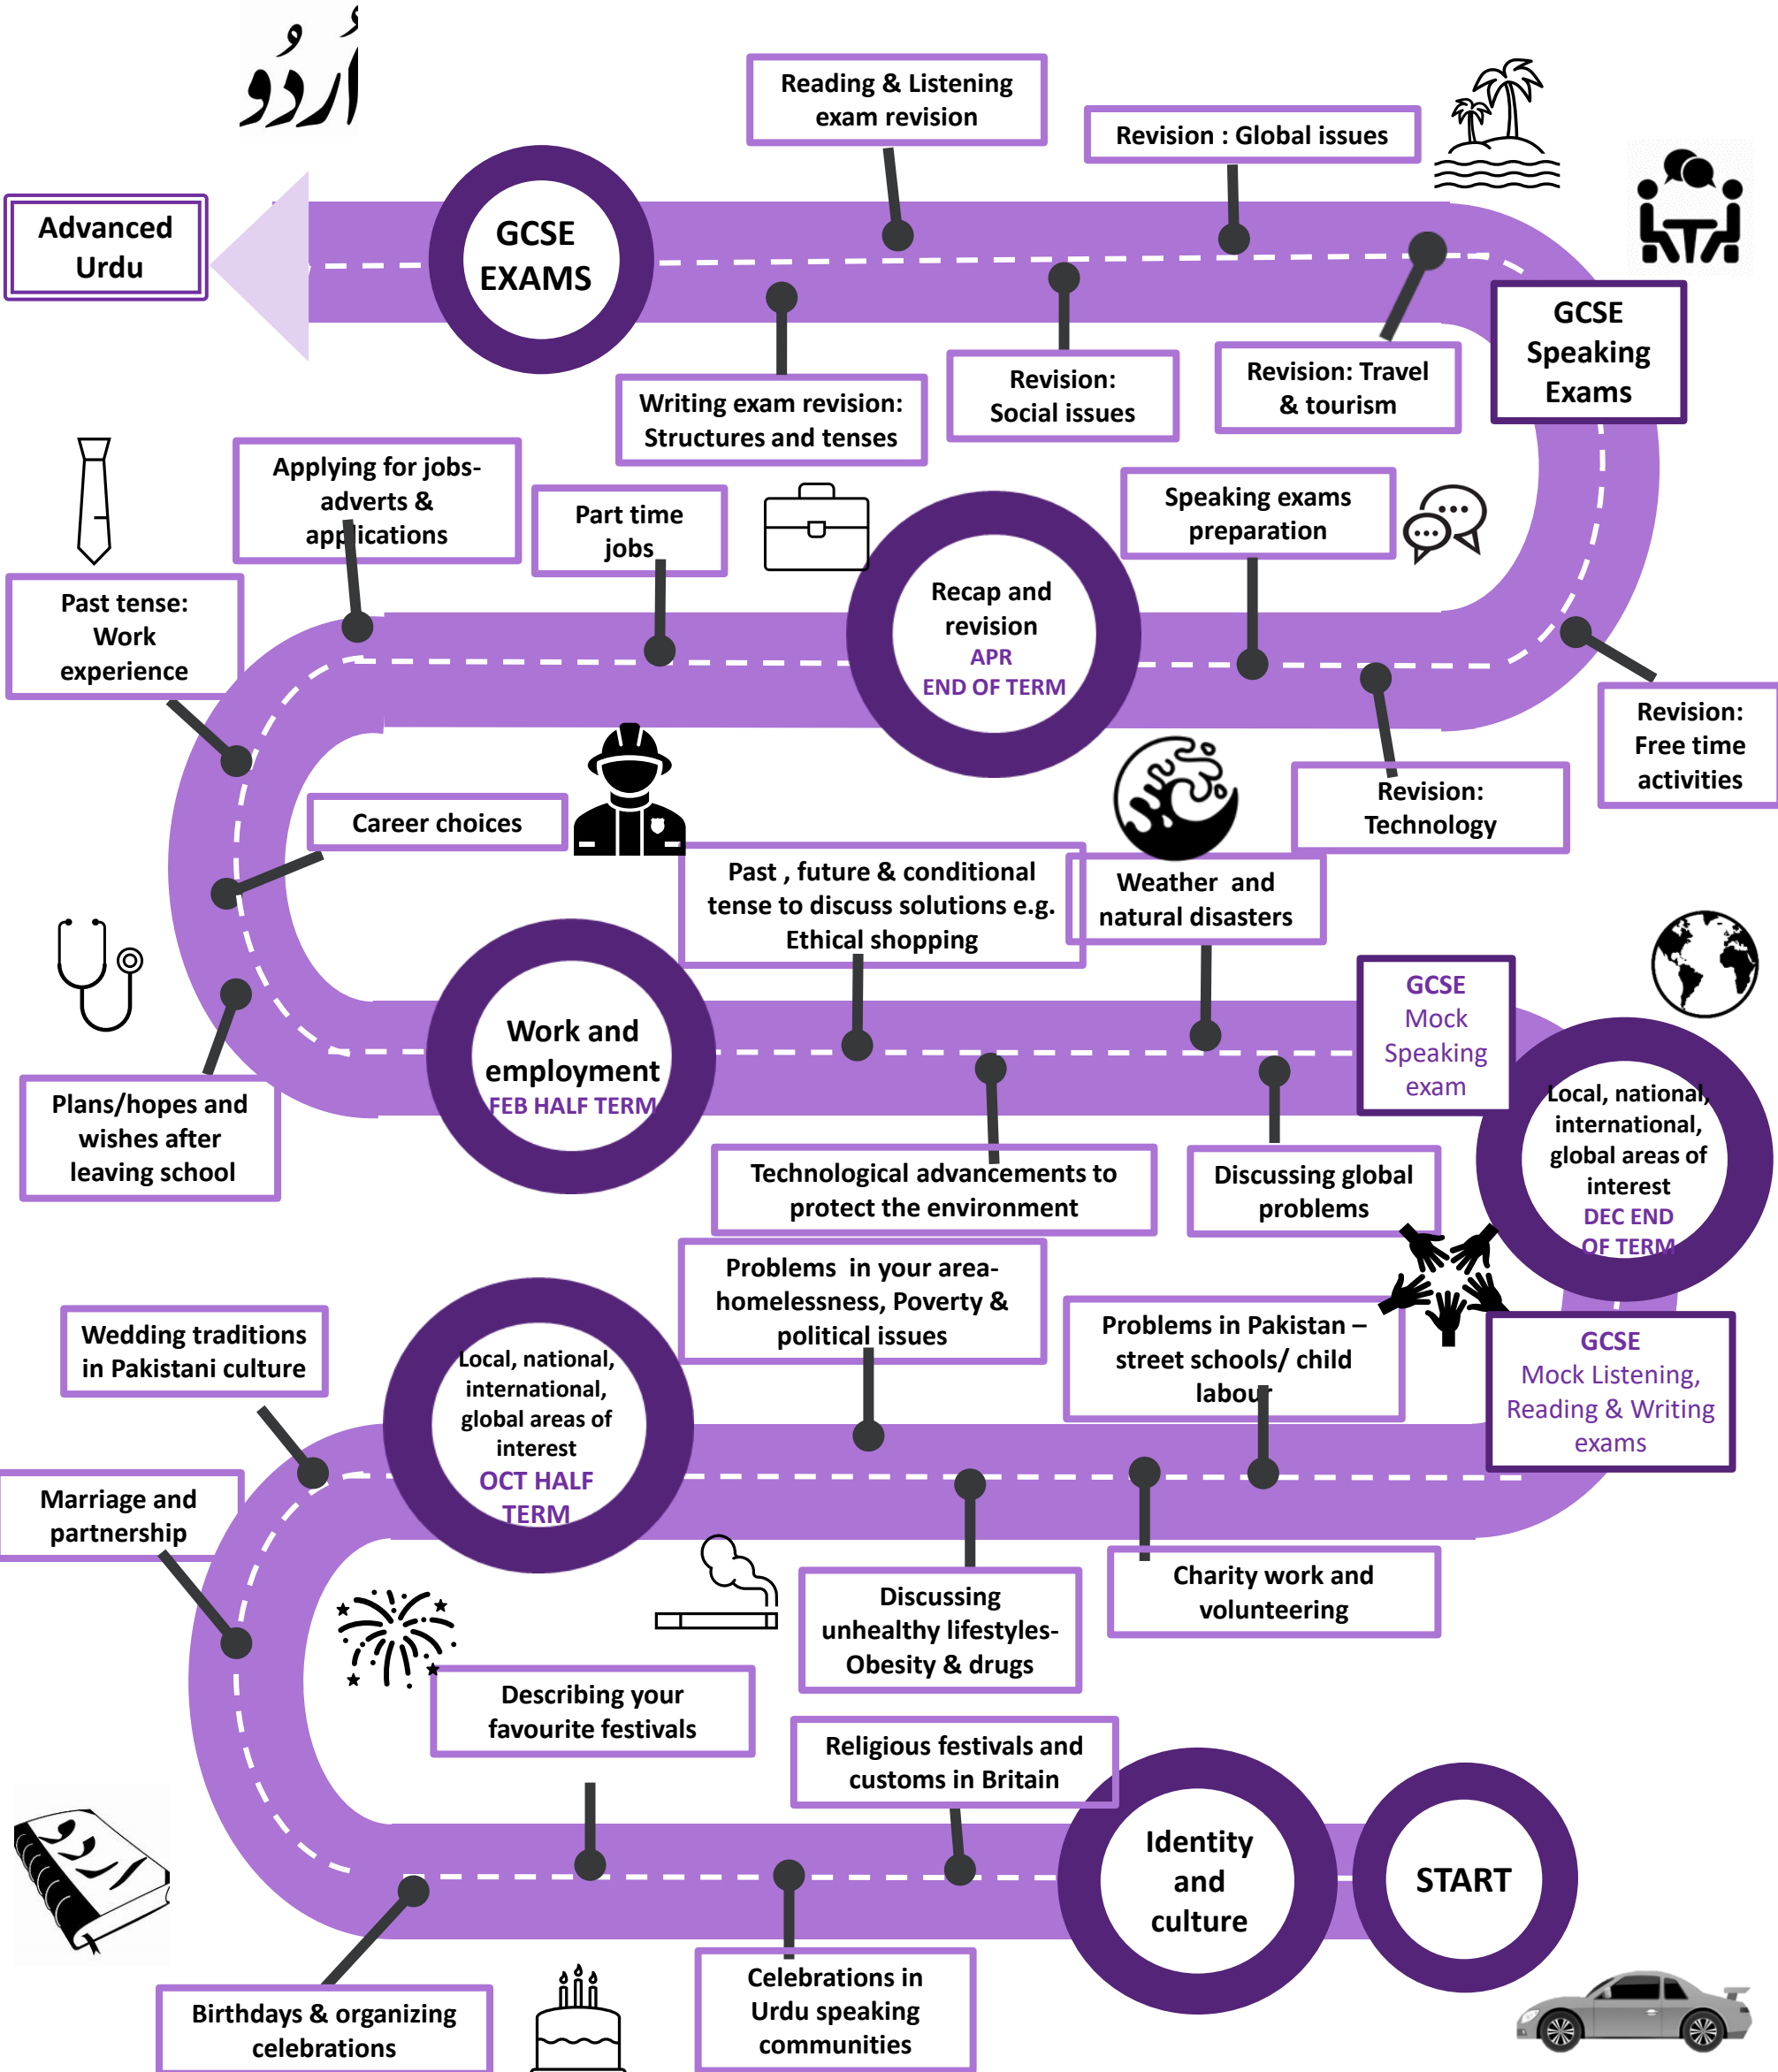 اُردُو
Reading & Listening
exam revision
Revision : Global issues
Advanced
Urdu
GCSE
EXAMS
GCSE
Speaking
Exams
Writing exam revision:
Structures and tenses
Revision:
Social issues
Revision: Travel
& tourism
Applying for jobs-
adverts &
applications
Part time
jobs
Speaking exams
preparation
Past tense:
Work
experience
Recap and
revision
APR
END OF TERM
Revision:
Free time
activities
Revision:
Technology
Career choices
Past , future & conditional
tense to discuss solutions e.g.
Ethical shopping
Weather and
natural disasters
GCSE
Mock
Speaking
exam
Work and
employment
FEB HALF TERM
Plans/hopes and
wishes after
leaving school
Local, national,
international,
global areas of
interest
DEC END
OF TERM
Technological advancements to
protect the environment
Discussing global
problems
Problems in your area-
homelessness, Poverty &
political issues
Problems in Pakistan –
street schools/ child
labour
GCSE
Mock Listening,
Reading & Writing
exams
Wedding traditions
in Pakistani culture
Local, national,
international,
global areas of
interest
OCT HALF
TERM
Marriage and
partnership
Discussing
unhealthy lifestyles-
Obesity & drugs
Charity work and
volunteering
Describing your
favourite festivals
Religious festivals and
customs in Britain
اردو
Identity
and
culture
START
Birthdays & organizing
celebrations
Celebrations in
Urdu speaking
communities